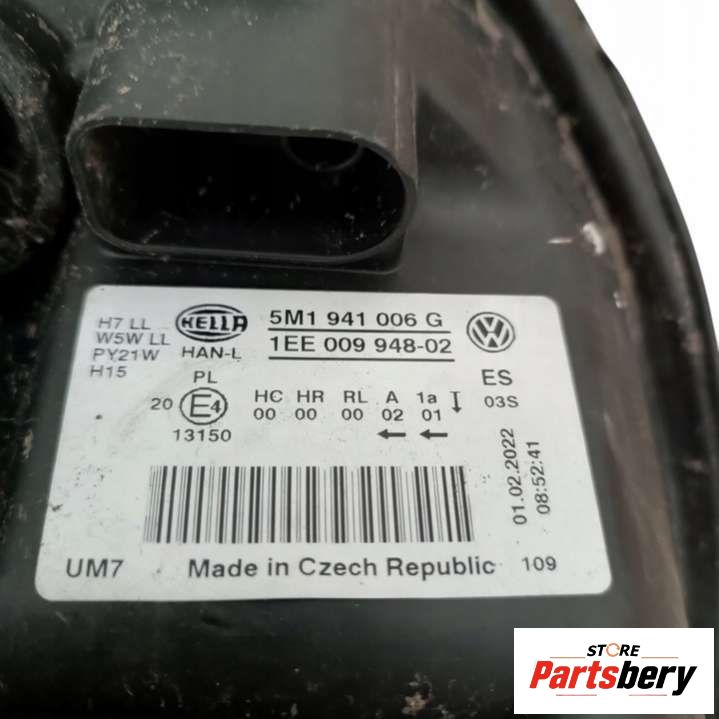 H7 LL
W5W LL
PY21W
H15
HELLA
HAN-L
5M1 941 006 G
1EE 009 948-02
VW
PL
20 E4
13150
HC HR RL A 1a
00 00 00 02 01
ES
03S
01.02.2022
08:52:41
UM7 Made in Czech Republic 109
STORE
Partsbery